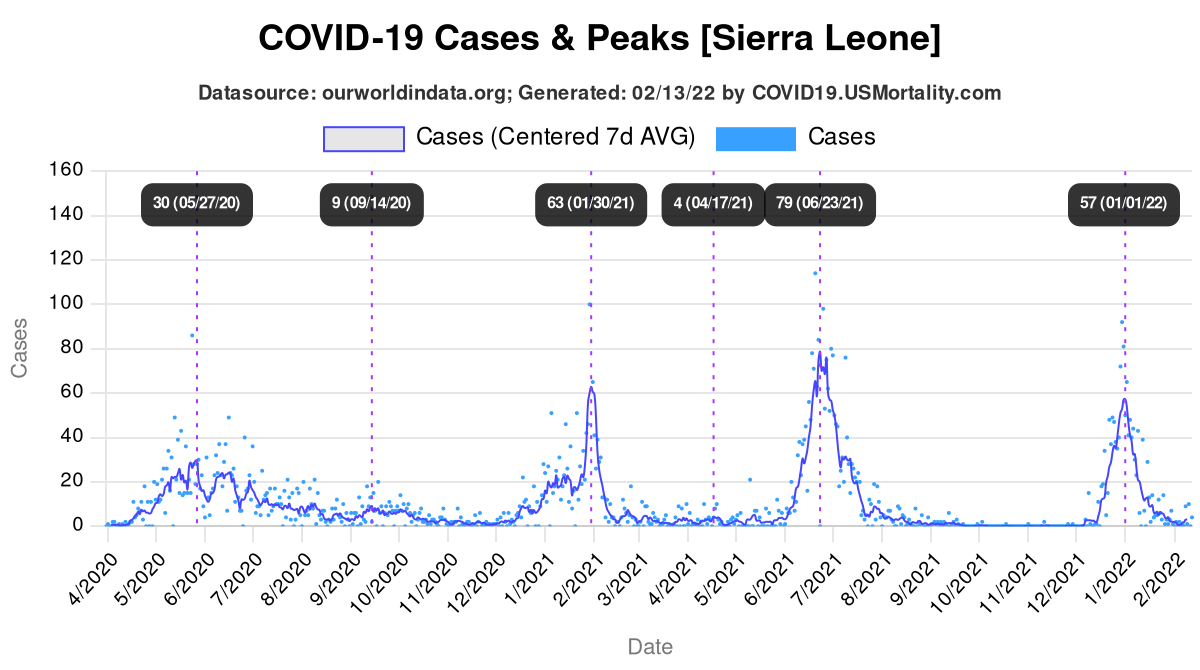 COVID-19 Cases & Peaks [Sierra Leone]
Datasource: ourworldindata.org; Generated: 02/13/22 by COVID19.USMortality.com
Cases (Centered 7d AVG) Cases
160
30 (05/27/20) 9 (09/14/20) 63 (01/30/21) 4 (04/17/21) 79 (06/23/21) 57 (01/01/22)
140
120
100
80
60
40
20
0
Cases
4/2020 5/2020 6/2020 7/2020 8/2020 9/2020 10/2020 11/2020 12/2020 1/2021 2/2021 3/2021 4/2021 5/2021 6/2021 7/2021 8/2021 9/2021 10/2021 11/2021 12/2021 1/2022 2/2022
Date